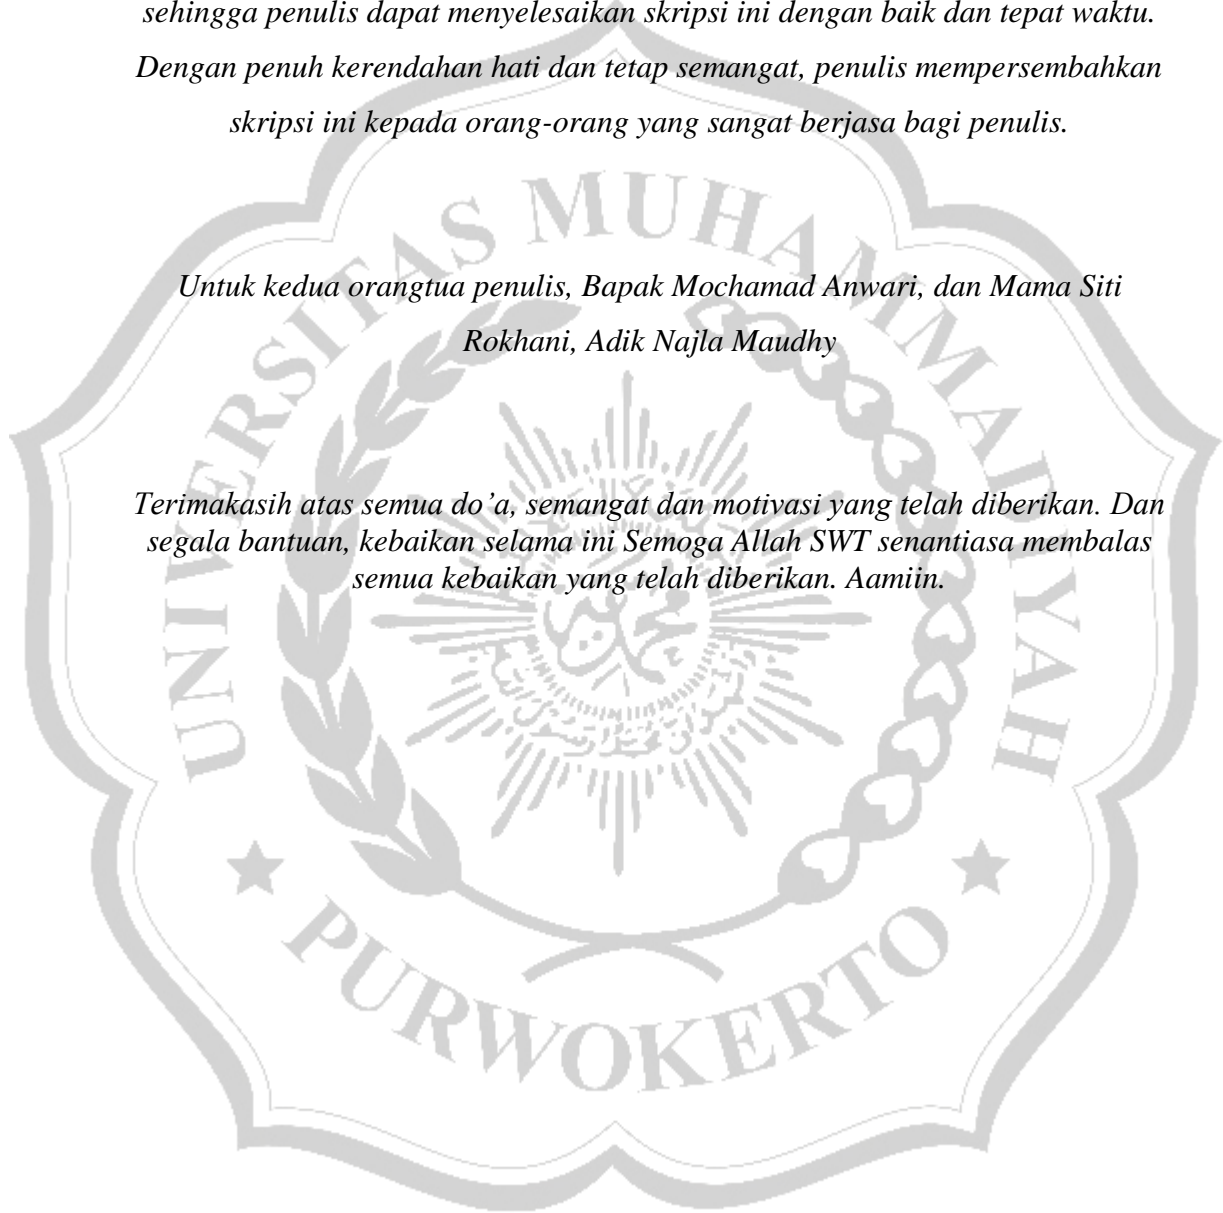 sehingga penulis dapat menyelesaikan skripsi ini dengan baik dan tepat waktu.
Dengan penuh kerendahan hati dan tetap semangat, penulis mempersembahkan
skripsi ini kepada orang-orang yang sangat berjasa bagi penulis.
UNIVERSITAS MUHAMMADIYAH
Untuk kedua orangtua penulis, Bapak Mochamad Anwari, dan Mama Siti
Rokhani, Adik Najla Maudhy
Terimakasih atas semua do’a, semangat dan motivasi yang telah diberikan. Dan
segala bantuan, kebaikan selama ini Semoga Allah SWT senantiasa membalas
semua kebaikan yang telah diberikan. Aamiin.
PURWOKERTO